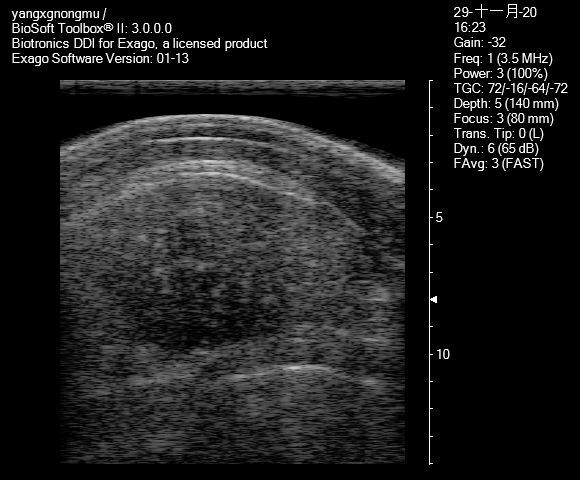 yangxgnongmu /
BioSoft Toolbox® II: 3.0.0.0
Biotronics DDI for Exago, a licensed product
Exago Software Version: 01-13
29-十一月-20
16:23
Gain: -32
Freq: 1 (3.5 MHz)
Power: 3 (100%)
TGC: 72/-16/-64/-72
Depth: 5 (140 mm)
Focus: 3 (80 mm)
Trans. Tip: 0 (L)
Dyn.: 6 (65 dB)
FAvg: 3 (FAST)
5
10